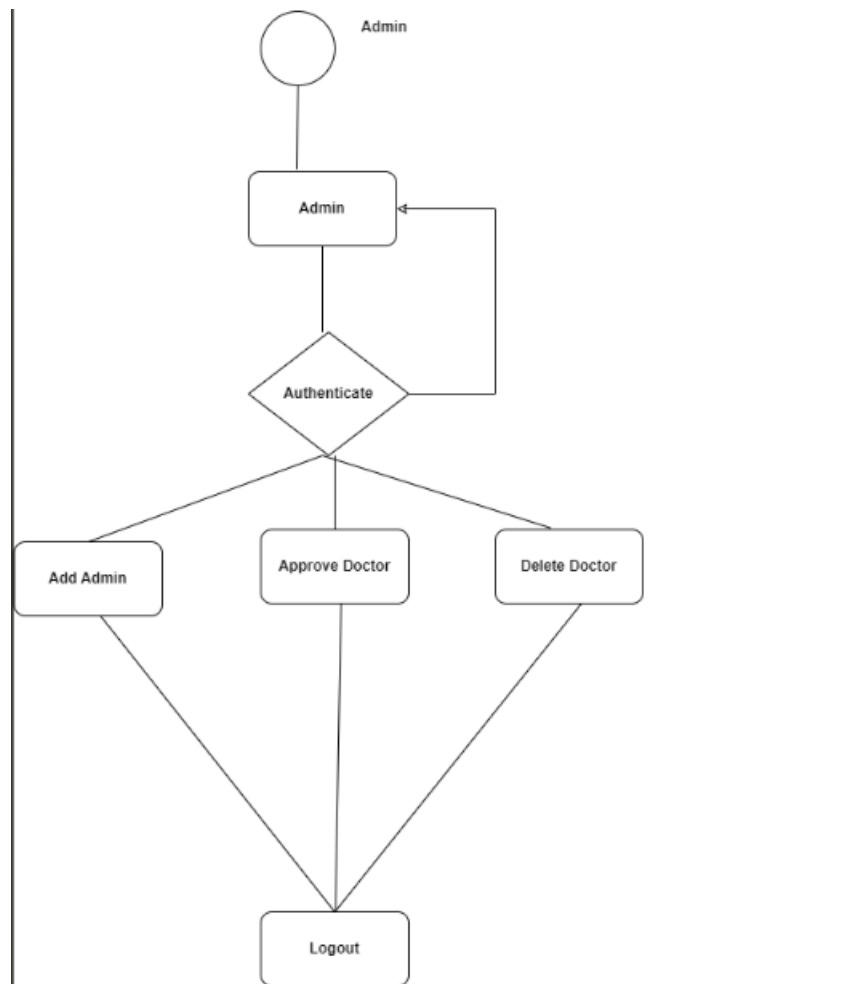 Admin
Admin
Authenticate
Add Admin
Approve Doctor
Delete Doctor
Logout